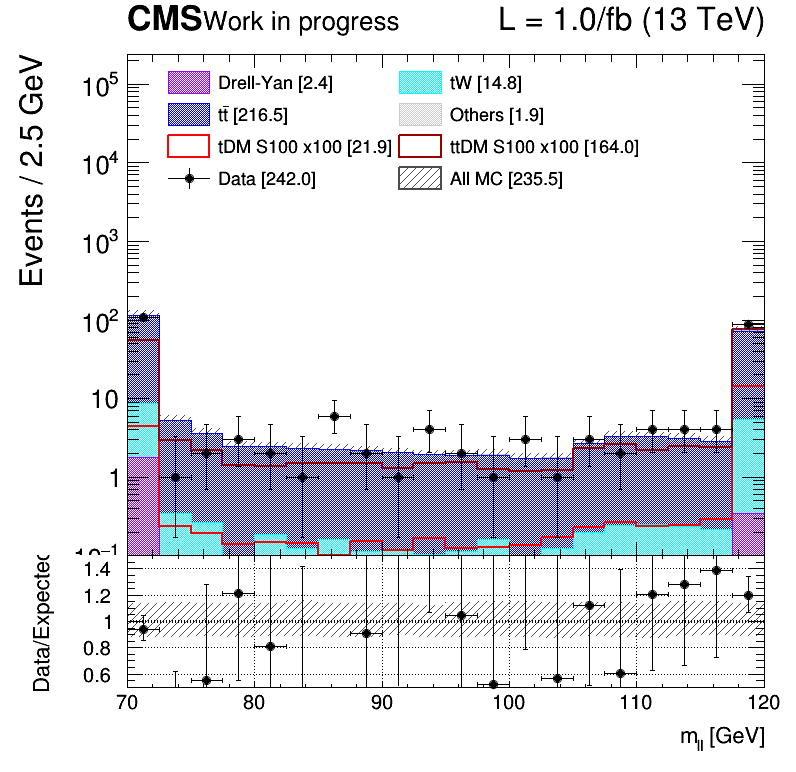 CMS Work in progress L = 1.0/fb (13 TeV)
Events / 2.5 GeV
10⁵
10⁴
10³
10²
10
1
10⁻¹
Drell-Yan [2.4] tW [14.8]
tt̄ [216.5] Others [1.9]
tDM S100 x100 [21.9] ttDM S100 x100 [164.0]
Data [242.0] All MC [235.5]
Data/Expected
1.4
1.2
1
0.8
0.6
70 80 90 100 110 120
m_ll [GeV]